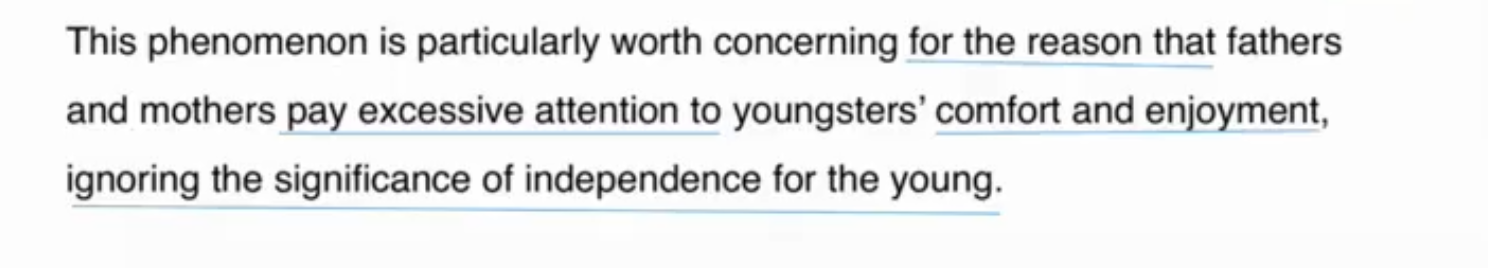 This phenomenon is particularly worth concerning for the reason that fathers
and mothers pay excessive attention to youngsters’ comfort and enjoyment,
ignoring the significance of independence for the young.